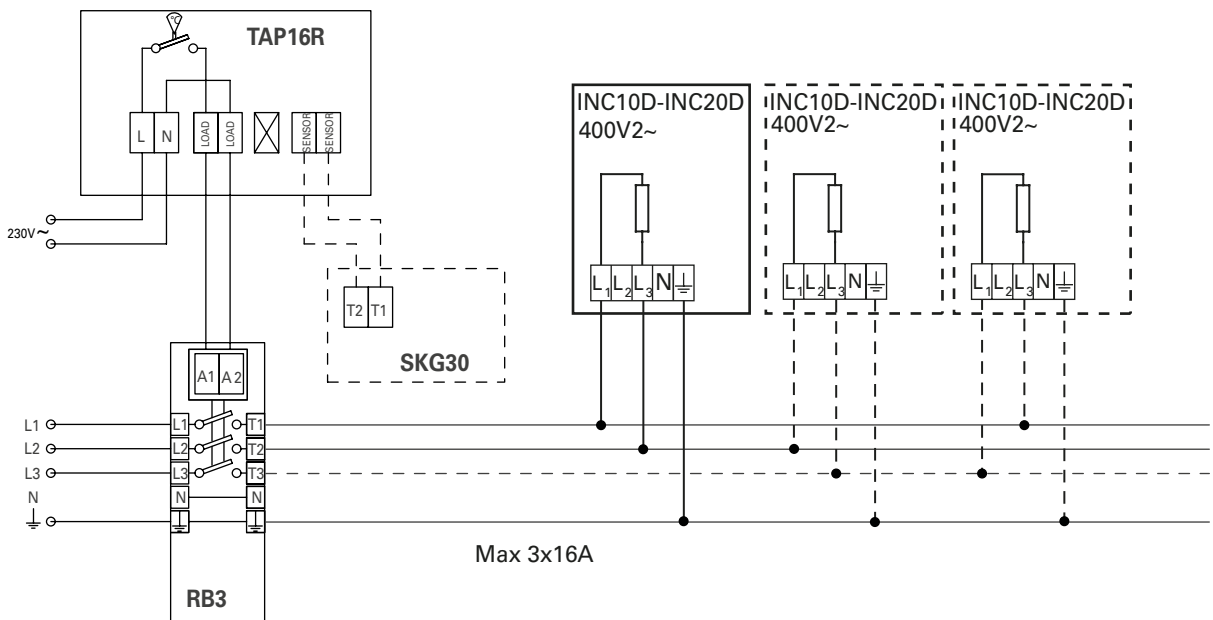 °C
TAP16R
L N LOAD LOAD SENSOR SENSOR
230V~
T2 T1
SKG30
INC10D-INC20D
400V2~
L1 L2 L3 N
INC10D-INC20D
400V2~
L1 L2 L3 N
INC10D-INC20D
400V2~
L1 L2 L3 N
A1 A2
L1 L1 T1
L2 L2 T2
L3 L3 T3
N N N
Max 3x16A
RB3